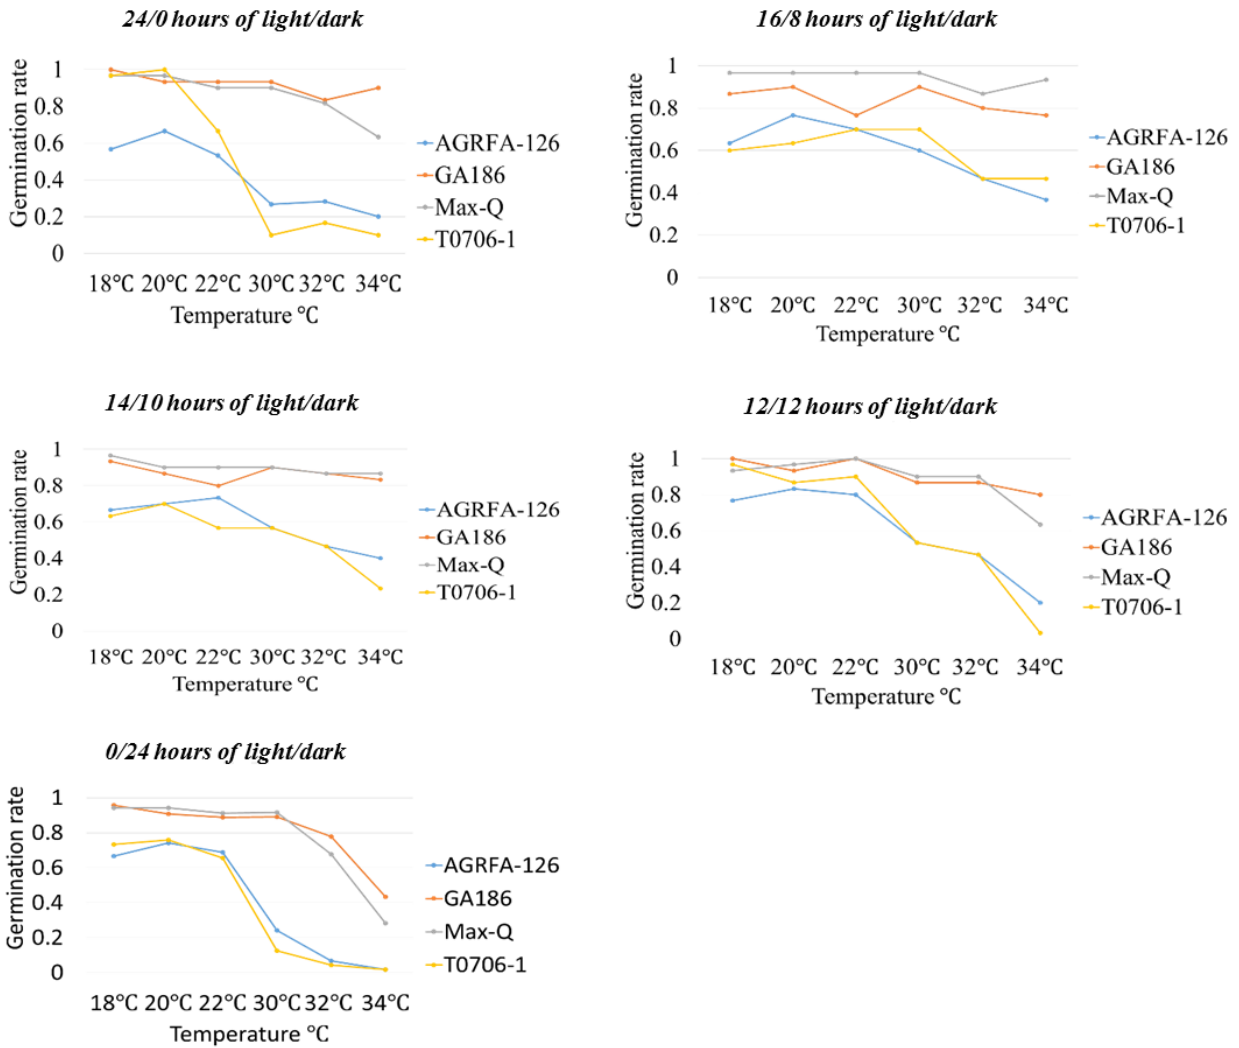 24/0 hours of light/dark
Germination rate
1
0.8
0.6
0.4
0.2
0
18℃ 20℃ 22℃ 30℃ 32℃ 34℃
Temperature ℃
AGRFA-126
GA186
Max-Q
T0706-1
16/8 hours of light/dark
Germination rate
1
0.8
0.6
0.4
0.2
0
18℃ 20℃ 22℃ 30℃ 32℃ 34℃
Temperature ℃
AGRFA-126
GA186
Max-Q
T0706-1
14/10 hours of light/dark
Germination rate
1
0.8
0.6
0.4
0.2
0
18℃ 20℃ 22℃ 30℃ 32℃ 34℃
Temperature ℃
AGRFA-126
GA186
Max-Q
T0706-1
12/12 hours of light/dark
Germination rate
1
0.8
0.6
0.4
0.2
0
18℃ 20℃ 22℃ 30℃ 32℃ 34℃
Temperature ℃
AGRFA-126
GA186
Max-Q
T0706-1
0/24 hours of light/dark
Germination rate
1
0.8
0.6
0.4
0.2
0
18℃ 20℃ 22℃ 30℃ 32℃ 34℃
Temperature ℃
AGRFA-126
GA186
Max-Q
T0706-1